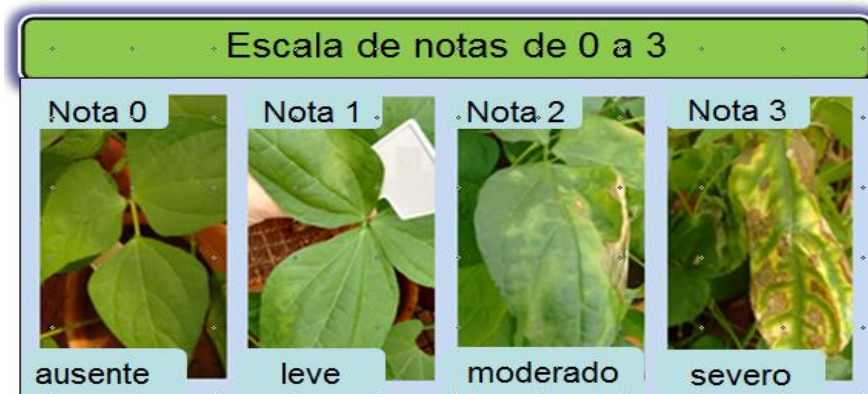 Escala de notas de 0 a 3
Nota 0
Nota 1
Nota 2
Nota 3
ausente
leve
moderado
severo